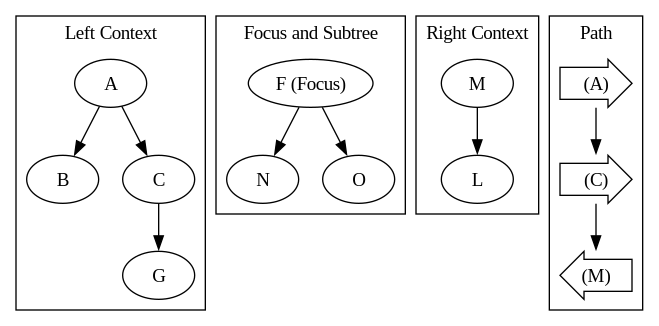 Left Context
A
B
C
G
Focus and Subtree
F (Focus)
N
O
Right Context
M
L
Path
(A)
(C)
(M)